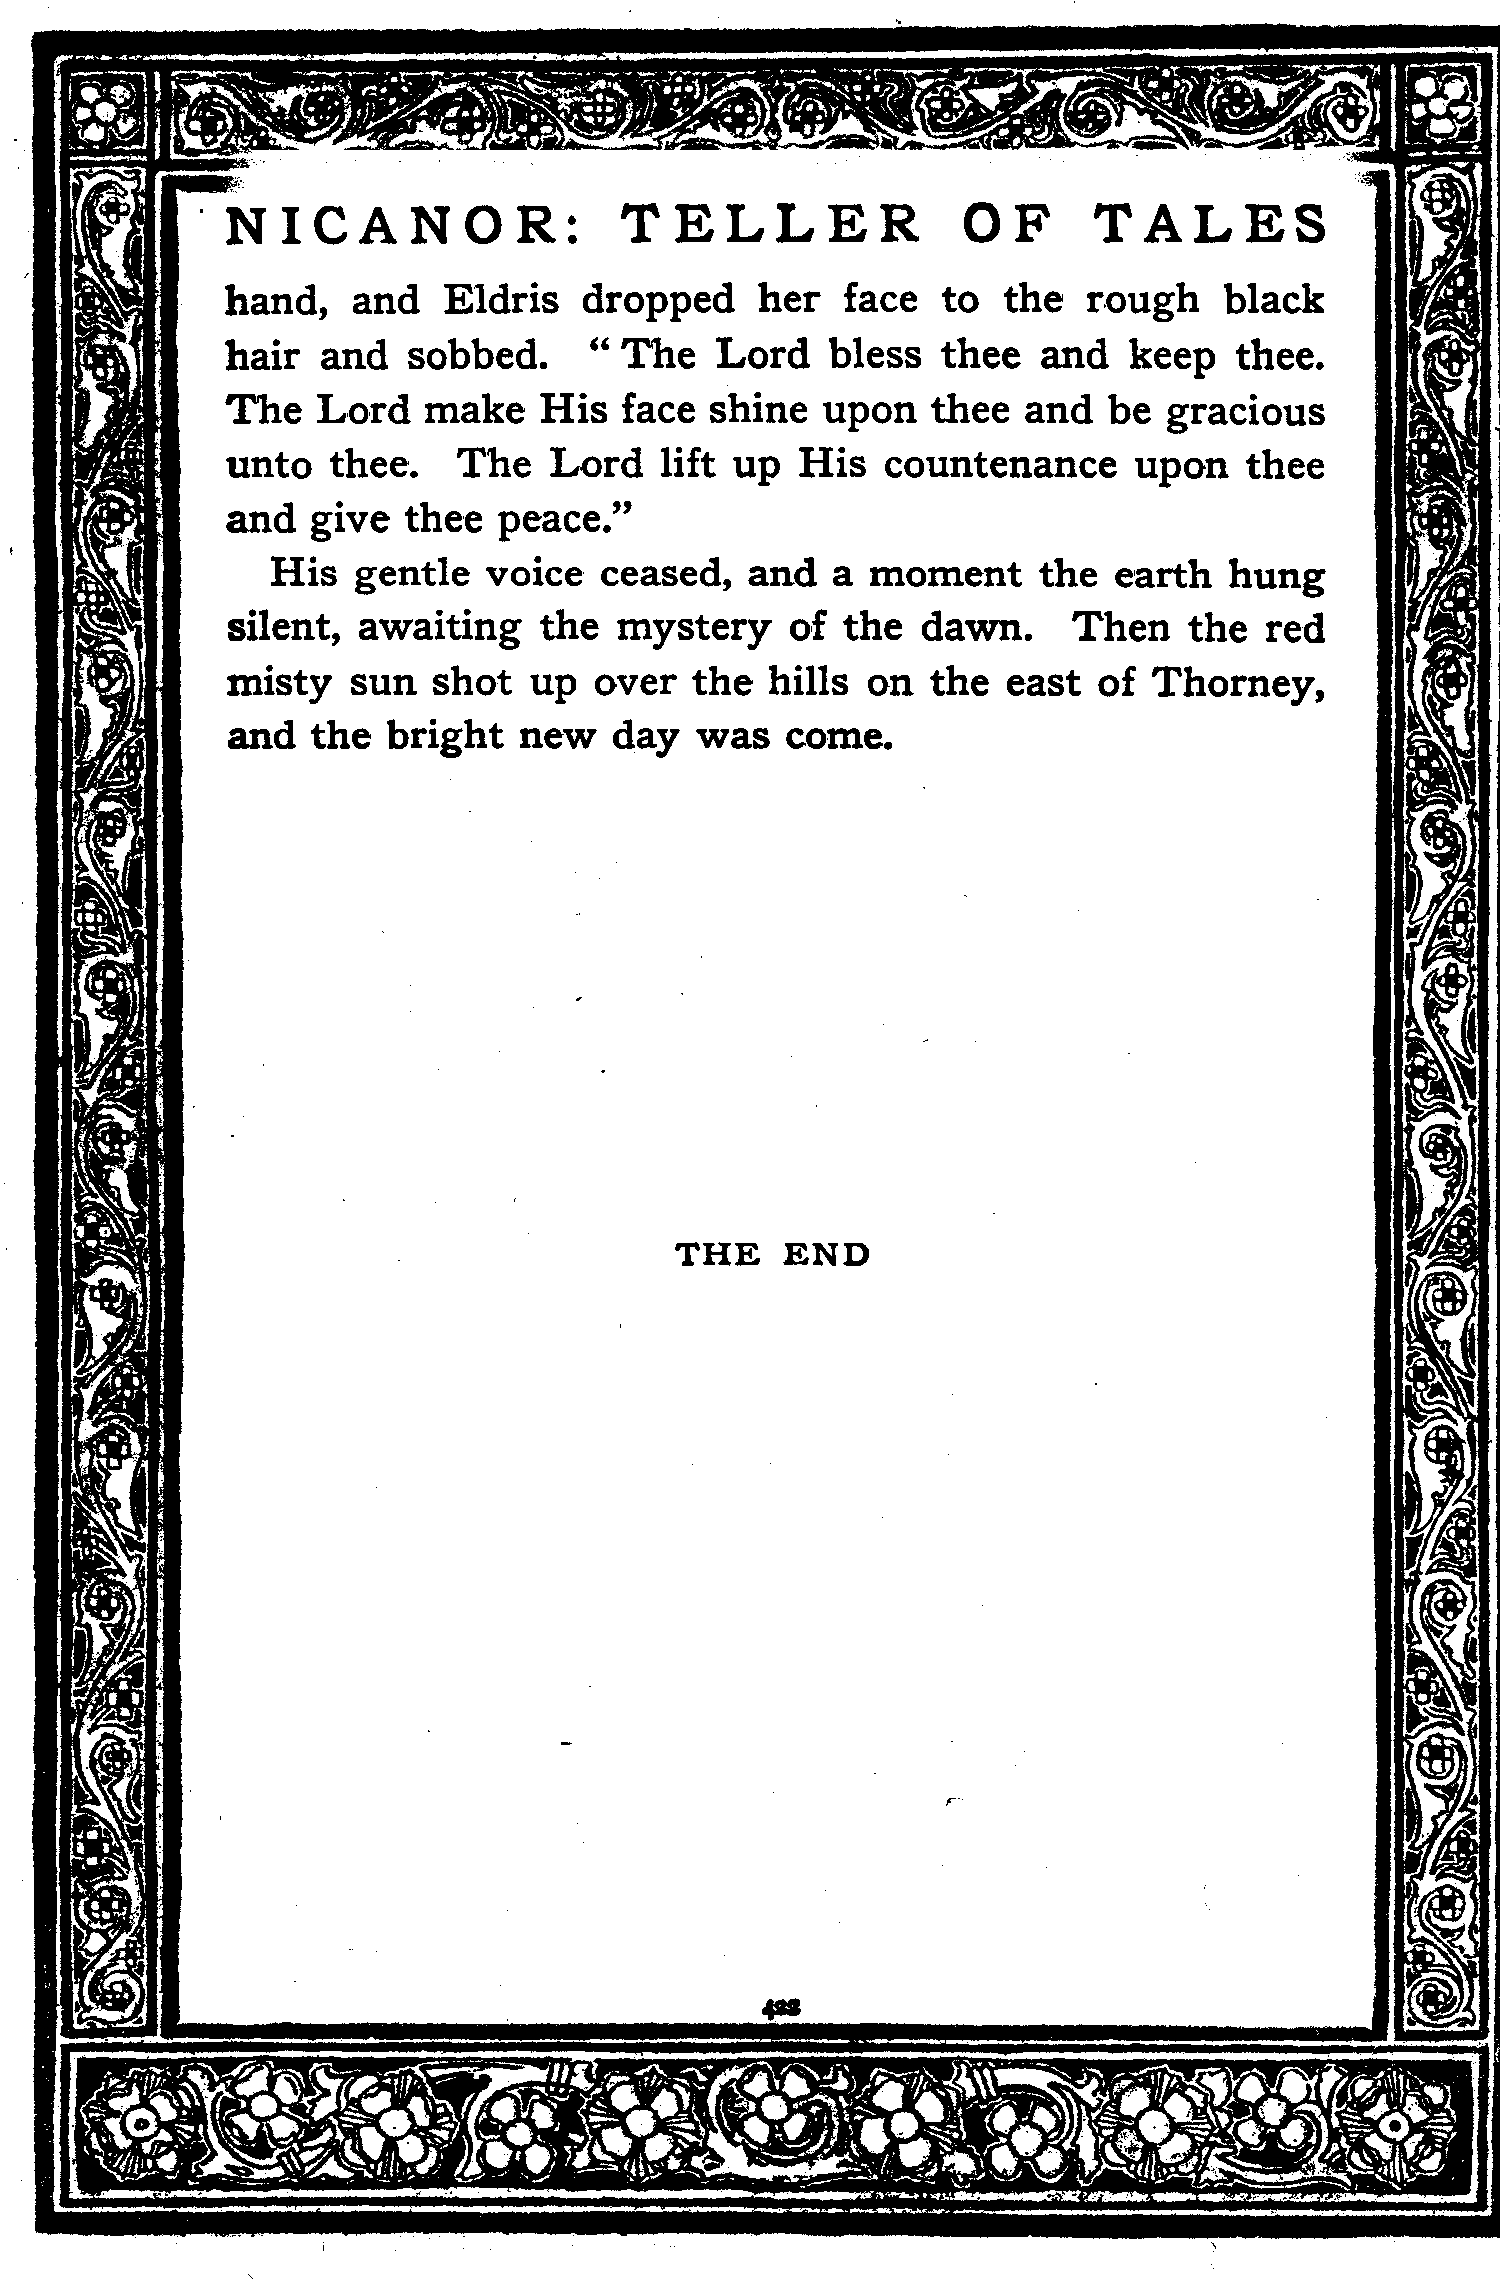 NICANOR: TELLER OF TALES
hand, and Eldris dropped her face to the rough black
hair and sobbed. “ The Lord bless thee and keep thee.
The Lord make His face shine upon thee and be gracious
unto thee. The Lord lift up His countenance upon thee
and give thee peace.”
His gentle voice ceased, and a moment the earth hung
silent, awaiting the mystery of the dawn. Then the red
misty sun shot up over the hills on the east of Thorney,
and the bright new day was come.
THE END